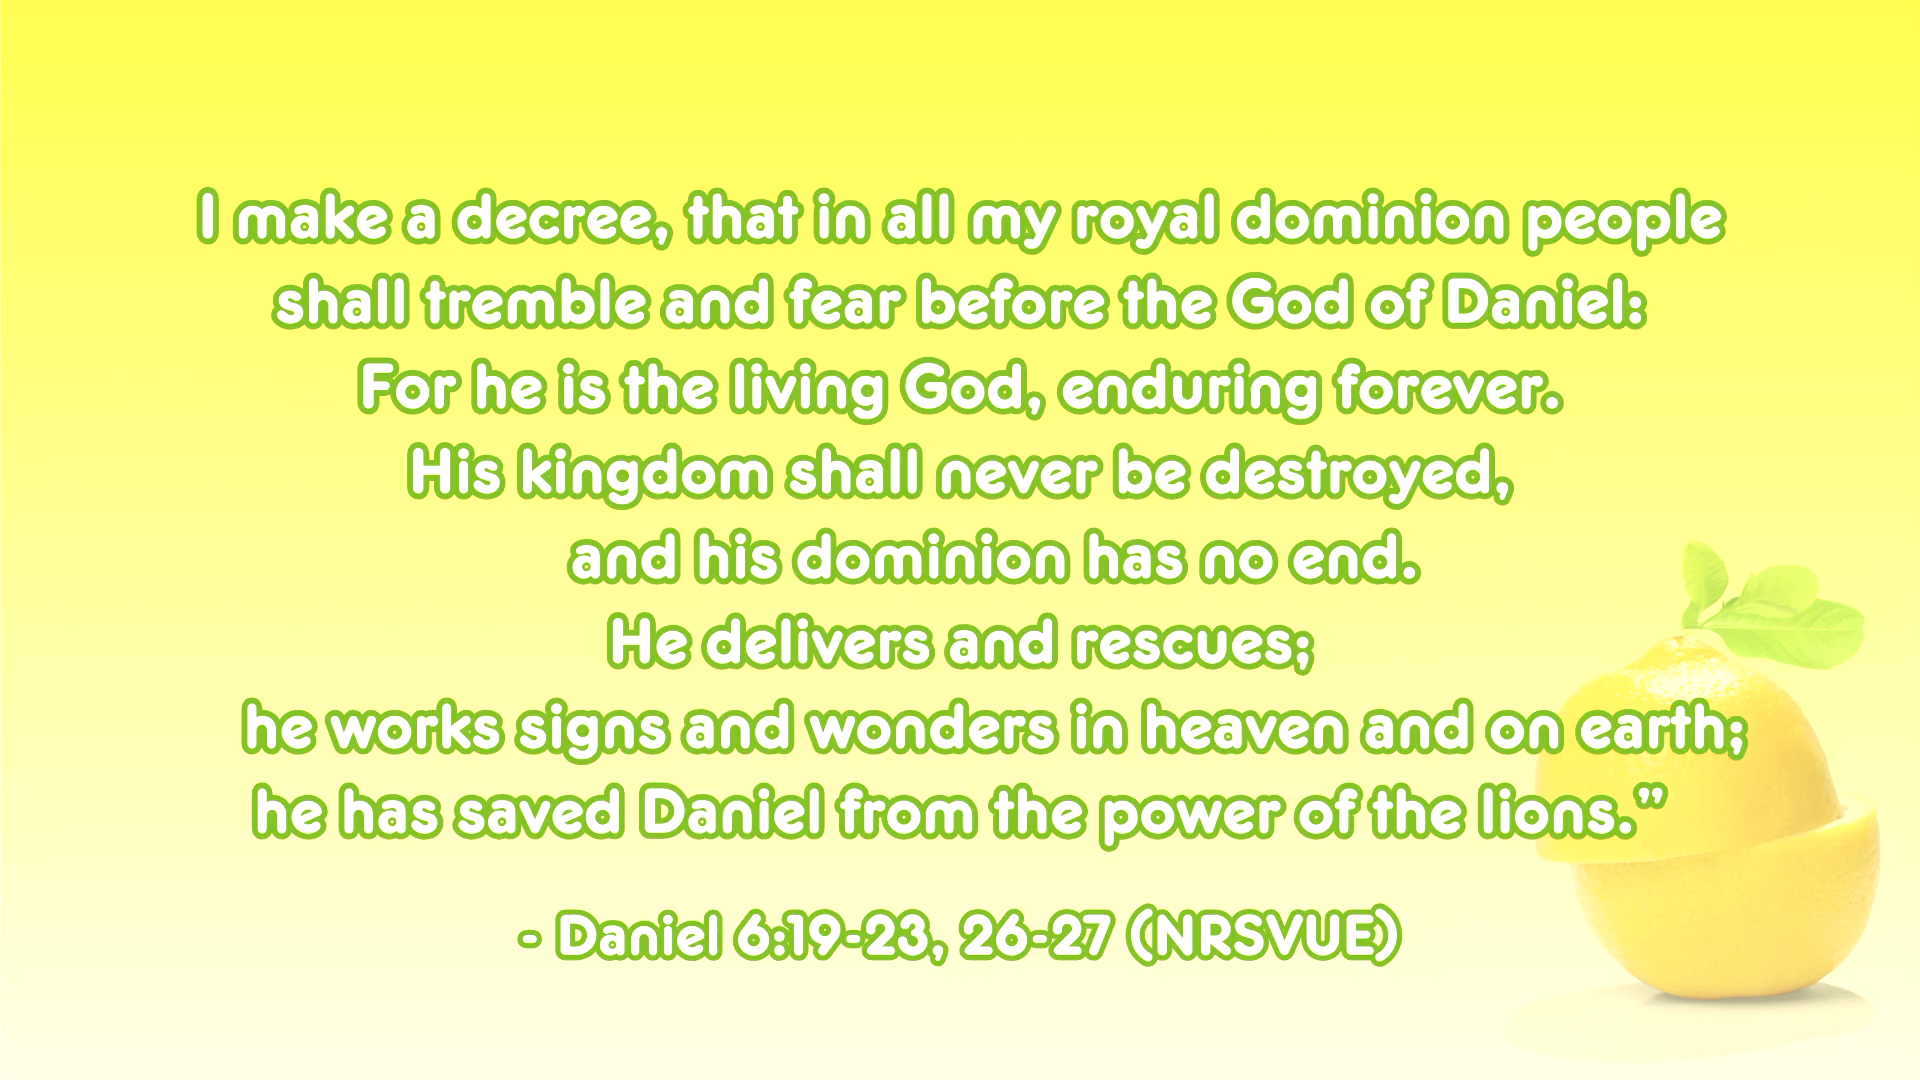 I make a decree, that in all my royal dominion people
shall tremble and fear before the God of Daniel:
For he is the living God, enduring forever.
His kingdom shall never be destroyed,
and his dominion has no end.
He delivers and rescues;
he works signs and wonders in heaven and on earth;
he has saved Daniel from the power of the lions.”
- Daniel 6:19-23, 26-27 (NRSVUE)